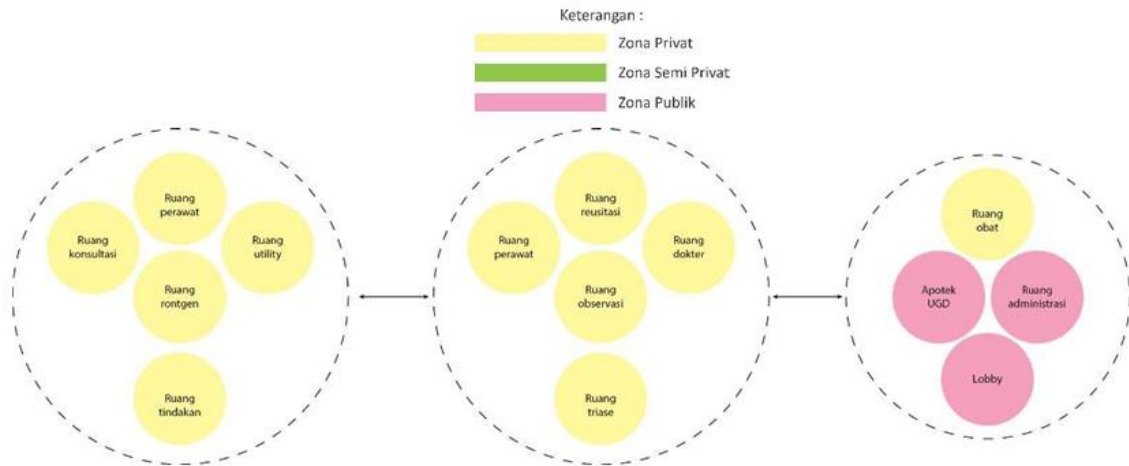 Keterangan :
Zona Privat
Zona Semi Privat
Zona Publik
Ruang
perawat
Ruang
konsultasi
Ruang
utility
Ruang
rontgen
Ruang
tindakan
Ruang
reusitasi
Ruang
perawat
Ruang
dokter
Ruang
observasi
Ruang
triase
Ruang
obat
Apotek
UGD
Ruang
administrasi
Lobby